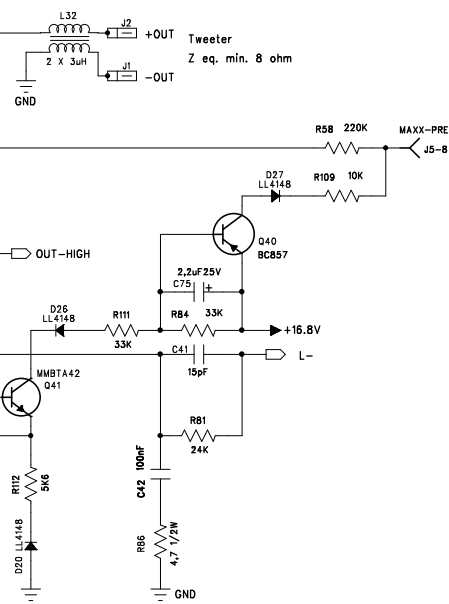 L32
J2
+OUT
Tweeter
2 X 3uH
J1
Z eq. min. 8 ohm
-OUT
GND
R58 220K
MAXX-PRE
J5-8
D27
LL4148
R109 10K
Q40
BC857
OUT-HIGH
2,2uF25V
C75 +
D26
LL4148
R111
33K
R84 33K
+16.8V
C41
15pF
L-
MMBTA42
Q41
R81
24K
R112
5K6
C42 100nF
D20 LL4148
R86
4,7 1/2W
GND